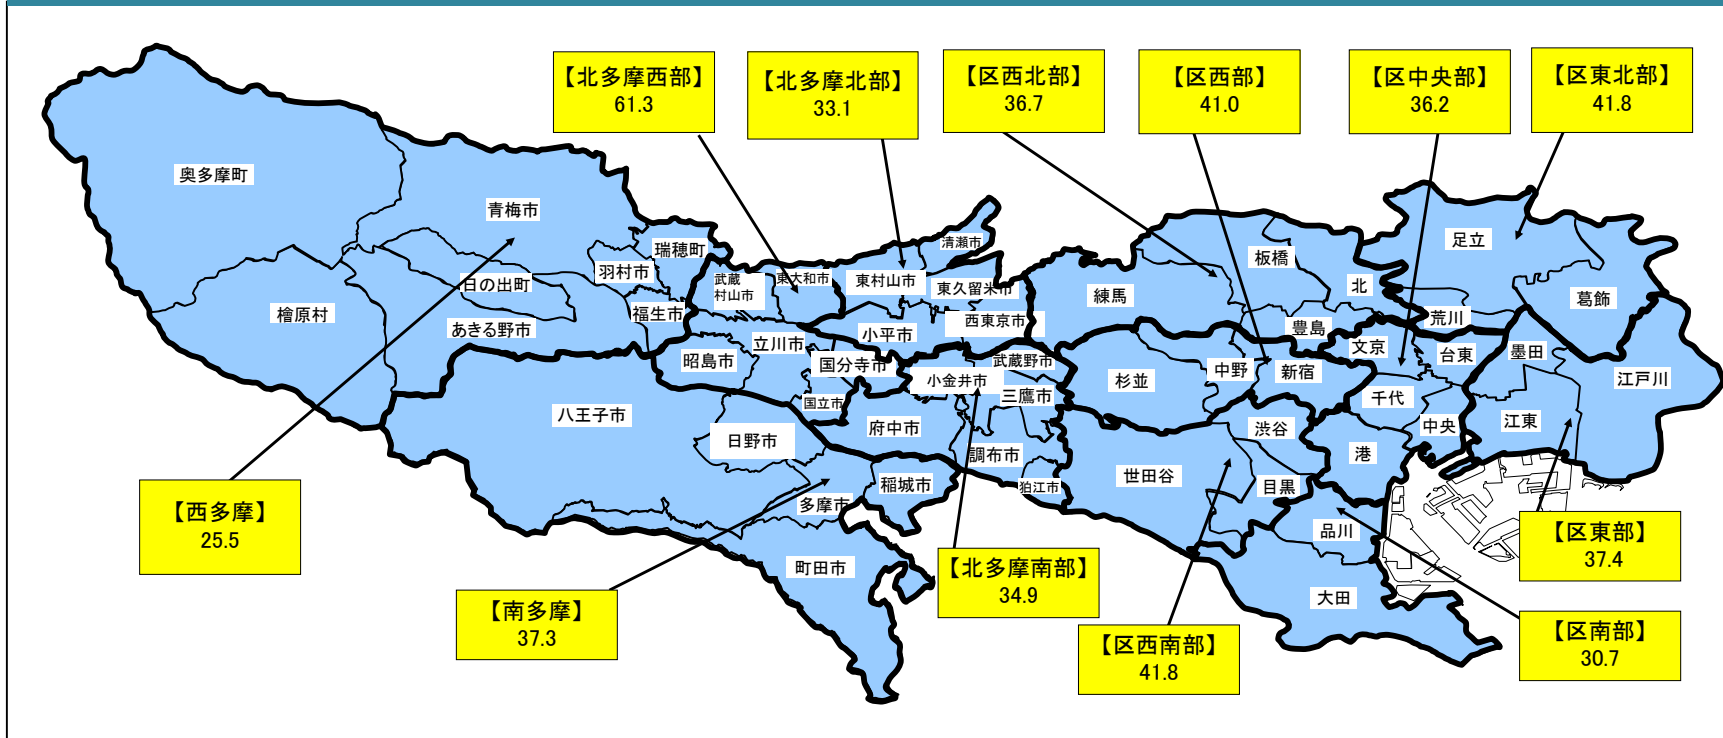 【北多摩西部】
61.3
【北多摩北部】
33.1
【区西北部】
36.7
【区西部】
41.0
【区中央部】
36.2
【区東北部】
41.8
奥多摩町
青梅市
瑞穂町
羽村市
日の出町
福生市
檜原村
あきる野市
武蔵
村山市
東大和市
東村山市
清瀬市
東久留米市
西東京市
小平市
立川市
昭島市
国分寺市
国立市
小金井市
武蔵野市
三鷹市
府中市
調布市
狛江市
八王子市
日野市
多摩市
稲城市
町田市
練馬
板橋
北
豊島
足立
荒川
葛飾
文京
台東
墨田
江戸川
杉並
中野
新宿
千代
中央
江東
渋谷
港
世田谷
目黒
品川
大田
【西多摩】
25.5
【南多摩】
37.3
【北多摩南部】
34.9
【区西南部】
41.8
【区東部】
37.4
【区南部】
30.7